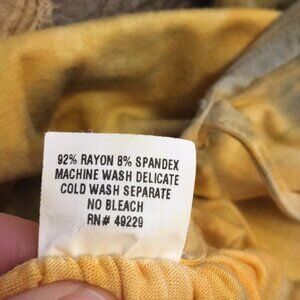 92% RAYON 8% SPANDEX
MACHINE WASH DELICATE
COLD WASH SEPARATE
NO BLEACH
RN# 49229